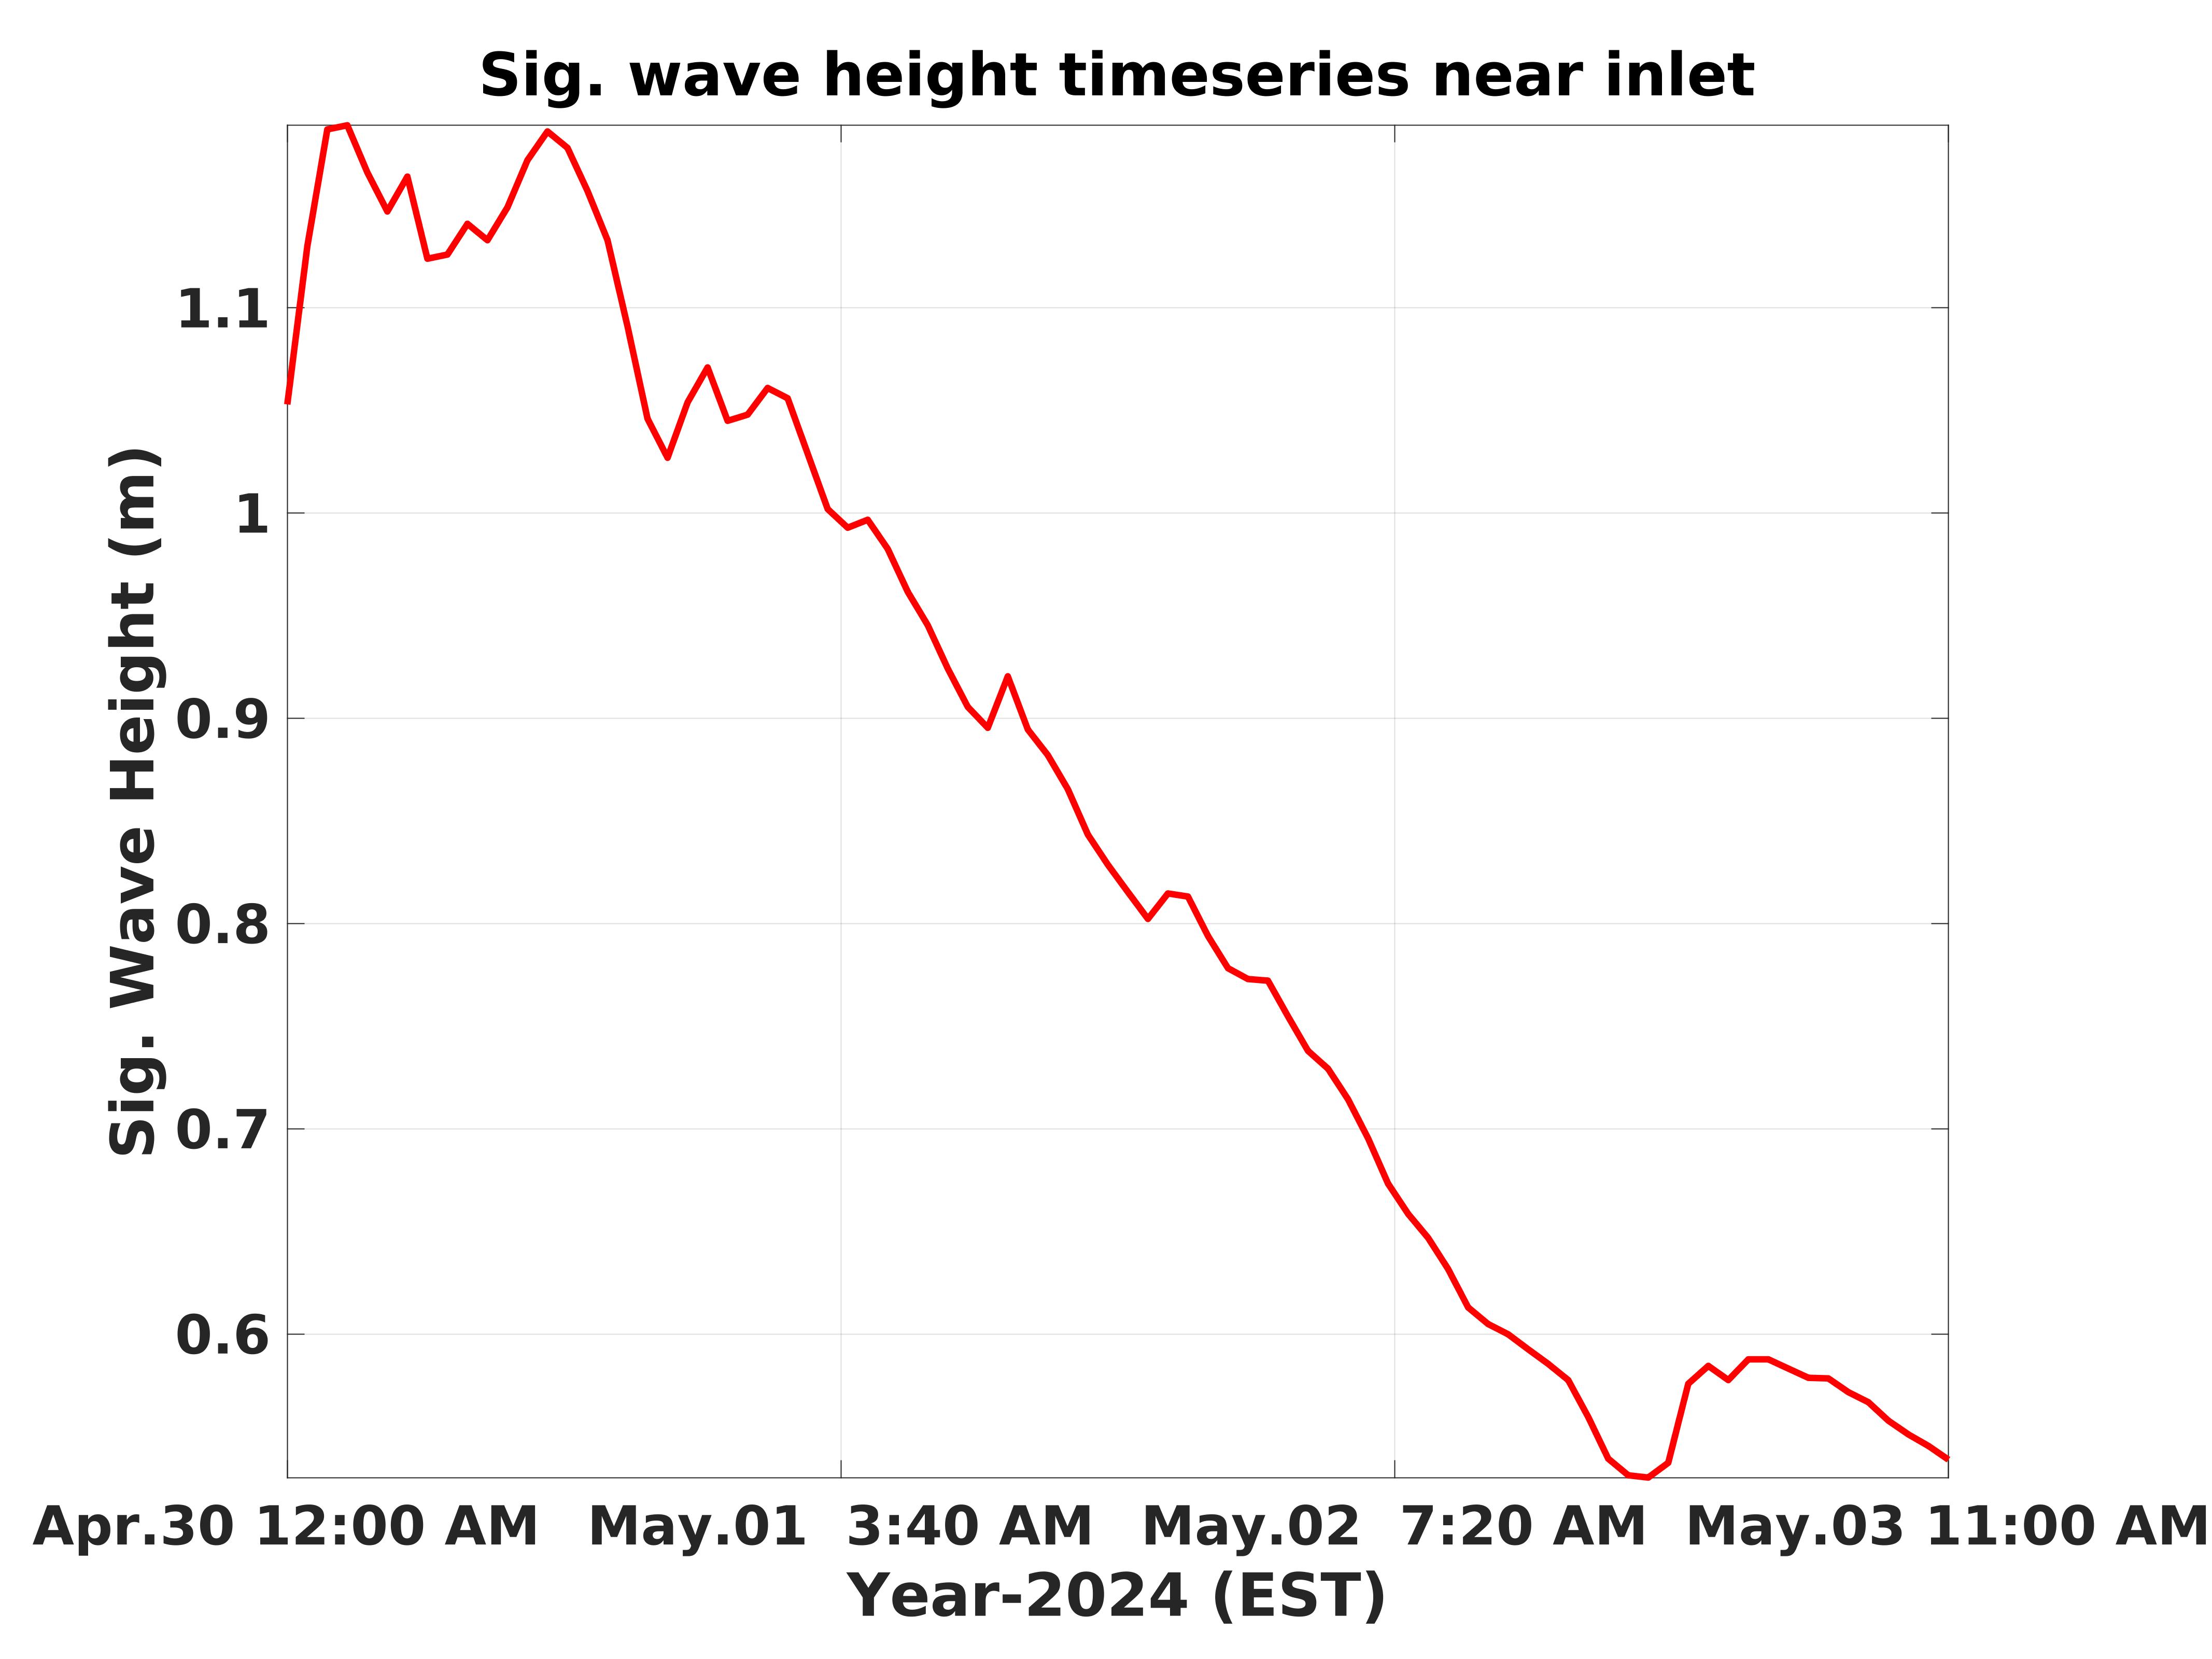 Sig. wave height timeseries near inlet
Sig. Wave Height (m)
1.1
1
0.9
0.8
0.7
0.6
Apr.30 12:00 AM May.01 3:40 AM May.02 7:20 AM May.03 11:00 AM
Year-2024 (EST)